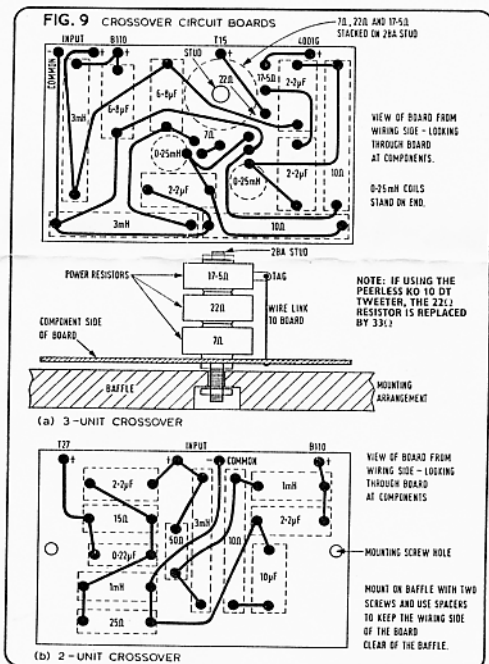 FIG. 9 CROSSOVER CIRCUIT BOARDS
INPUT B110 T15 4001G
COMMON
STUD
7Ω, 22Ω AND 17-5Ω
STACKED ON 2BA STUD
3mH
6-8μF
6-8μF
22Ω
17-5Ω
2-2μF
7Ω
0-25mH
0-25mH
2-2μF
2-2μF
10Ω
3mH
10Ω
VIEW OF BOARD FROM
WIRING SIDE – LOOKING
THROUGH BOARD
AT COMPONENTS.
0-25mH COILS
STAND ON END.
2BA STUD
POWER RESISTORS
17-5Ω
22Ω
7Ω
TAG
WIRE LINK
TO BOARD
COMPONENT SIDE
OF BOARD
BAFFLE
MOUNTING
ARRANGEMENT
NOTE: IF USING THE
PEERLESS KO 10 DT
TWEETER, THE 22Ω
RESISTOR IS REPLACED
BY 33Ω
(a) 3-UNIT CROSSOVER
T27 INPUT COMMON B110
2-2μF
15Ω
0-22μF
1mH
25Ω
50Ω
3mH
10Ω
1mH
2-2μF
10μF
VIEW OF BOARD FROM
WIRING SIDE – LOOKING
THROUGH BOARD
AT COMPONENTS
MOUNTING SCREW HOLE
MOUNT ON BAFFLE WITH TWO
SCREWS AND USE SPACERS
TO KEEP THE WIRING SIDE
OF THE BOARD
CLEAR OF THE BAFFLE.
(b) 2-UNIT CROSSOVER